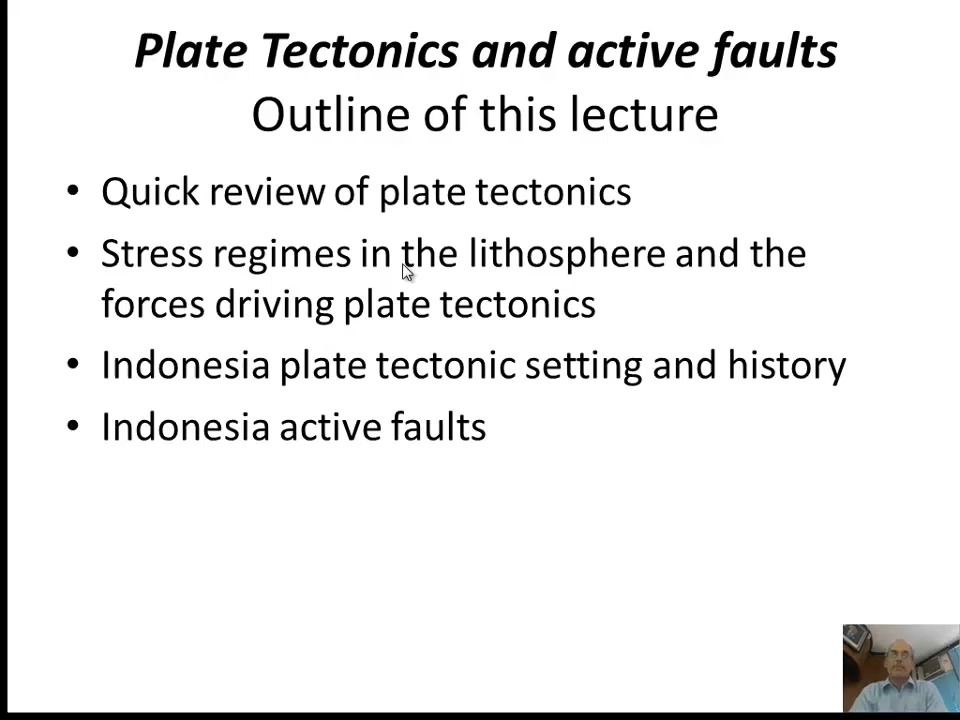 Plate Tectonics and active faults
Outline of this lecture
• Quick review of plate tectonics
• Stress regimes in the lithosphere and the
forces driving plate tectonics
• Indonesia plate tectonic setting and history
• Indonesia active faults